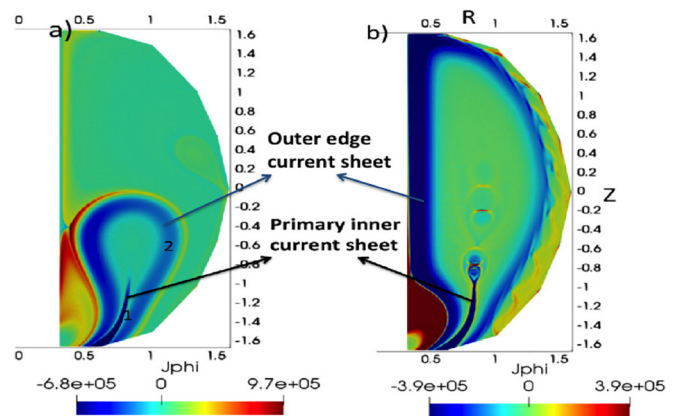 0 0.5 1 1.5
0.5 R 1 1.5
a)
b)
1.6
1.4
1.2
1
0.8
0.6
0.4
0.2
0
-0.2
-0.4
-0.6
-0.8
-1
-1.2
-1.4
-1.6
Outer edge
current sheet
Primary inner
current sheet
2
1
1.6
1.4
1.2
1
0.8
0.6
0.4
0.2
0
Z
-0.2
-0.4
-0.6
-0.8
-1
-1.2
-1.4
-1.6
0.5 1 1.5
Jphi
-6.8e+05 0 9.7e+05
0.5 1 1.5
Jphi
-3.9e+05 0 3.9e+05